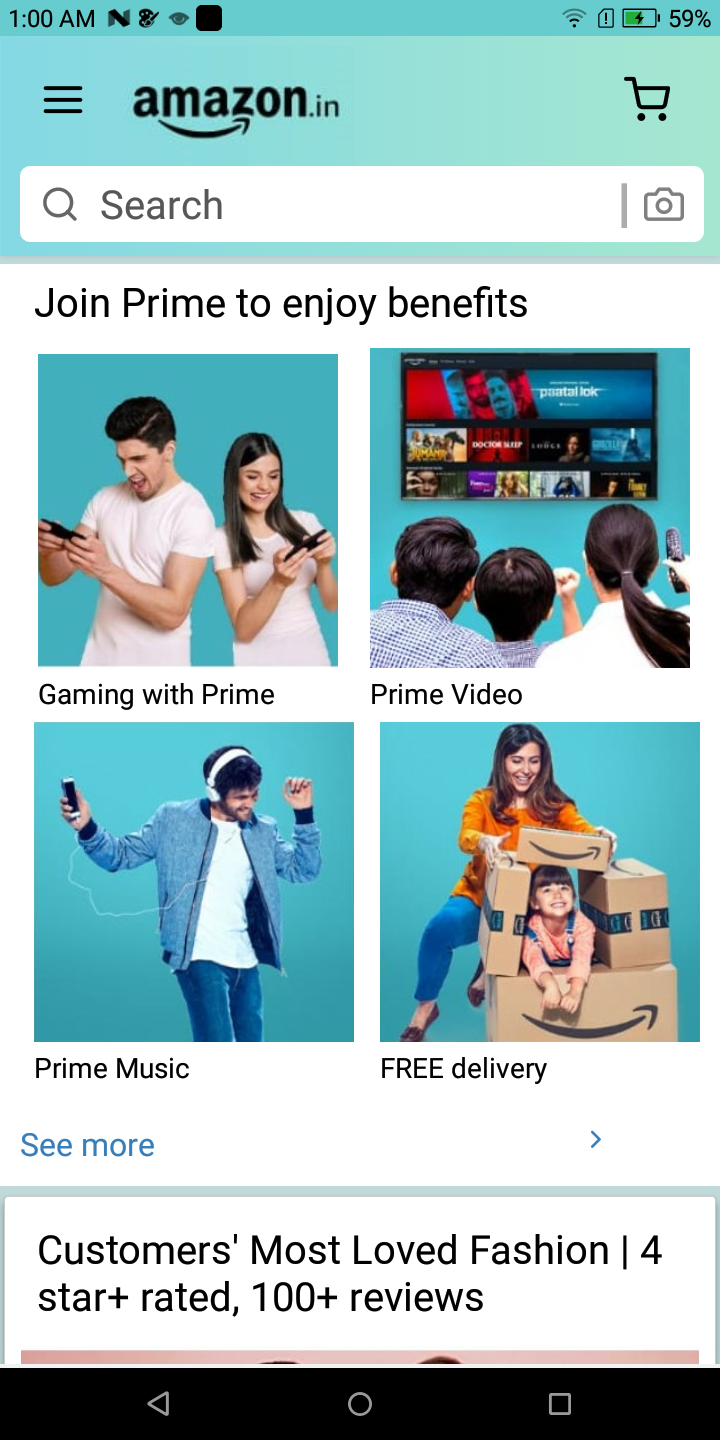 1:00 AM
59%
amazon.in
Search
Join Prime to enjoy benefits
paatal lok
DOCTOR SLEEP
Gaming with Prime
Prime Video
Prime Music
FREE delivery
See more
Customers' Most Loved Fashion | 4
star+ rated, 100+ reviews